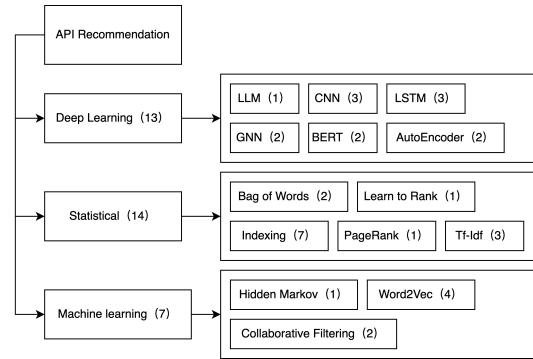 API Recommendation
Deep Learning（13）
LLM（1） CNN（3） LSTM（3）
GNN（2） BERT（2） AutoEncoder（2）
Statistical（14）
Bag of Words（2） Learn to Rank（1）
Indexing（7） PageRank（1） Tf-Idf（3）
Machine learning（7）
Hidden Markov（1） Word2Vec（4）
Collaborative Filtering（2）